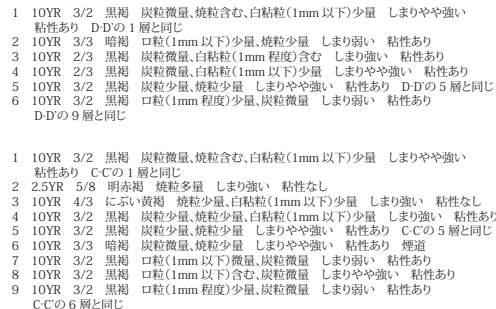 1 10YR 3/2 黒褐 炭粒微量、焼粒含む、白粘粒(1mm 以下)少量 しまりやや強い
粘性あり D-D'の 1 層と同じ
2 10YR 3/3 暗褐 ロ粒(1mm 以下)少量、焼粒少量 しまり弱い 粘性あり
3 10YR 2/3 黒褐 炭粒微量、白粘粒(1mm 程度)含む しまり強い 粘性あり
4 10YR 2/3 黒褐 炭粒微量、白粘粒(1mm 以下)少量 しまりやや強い 粘性あり
5 10YR 3/2 黒褐 炭粒少量、焼粒少量 しまりやや強い 粘性あり D-D'の 5 層と同じ
6 10YR 3/2 黒褐 ロ粒(1mm 程度)少量、炭粒微量 しまり弱い 粘性あり
D-D'の 9 層と同じ
1 10YR 3/2 黒褐 炭粒微量、焼粒含む、白粘粒(1mm 以下)少量 しまりやや強い
粘性あり C-C'の 1 層と同じ
2 2.5YR 5/8 明赤褐 焼粒多量 しまり強い 粘性なし
3 10YR 4/3 にぶい黄褐 焼粒少量、白粘粒(1mm 以下)少量 しまり強い 粘性なし
4 10YR 3/2 黒褐 炭粒少量、焼粒少量、白粘粒(1mm 以下)少量 しまり強い 粘性あり
5 10YR 3/2 黒褐 炭粒少量、焼粒少量 しまりやや強い 粘性あり C-C'の 5 層と同じ
6 10YR 3/3 暗褐 炭粒微量、焼粒少量 しまりやや強い 粘性あり 煙道
7 10YR 3/2 黒褐 ロ粒(1mm 以下)微量、炭粒微量 しまり弱い 粘性あり
8 10YR 3/2 黒褐 ロ粒(1mm 以下)含む、炭粒微量 しまりやや強い 粘性あり
9 10YR 3/2 黒褐 ロ粒(1mm 程度)少量、炭粒微量 しまり弱い 粘性あり
C-C'の 6 層と同じ